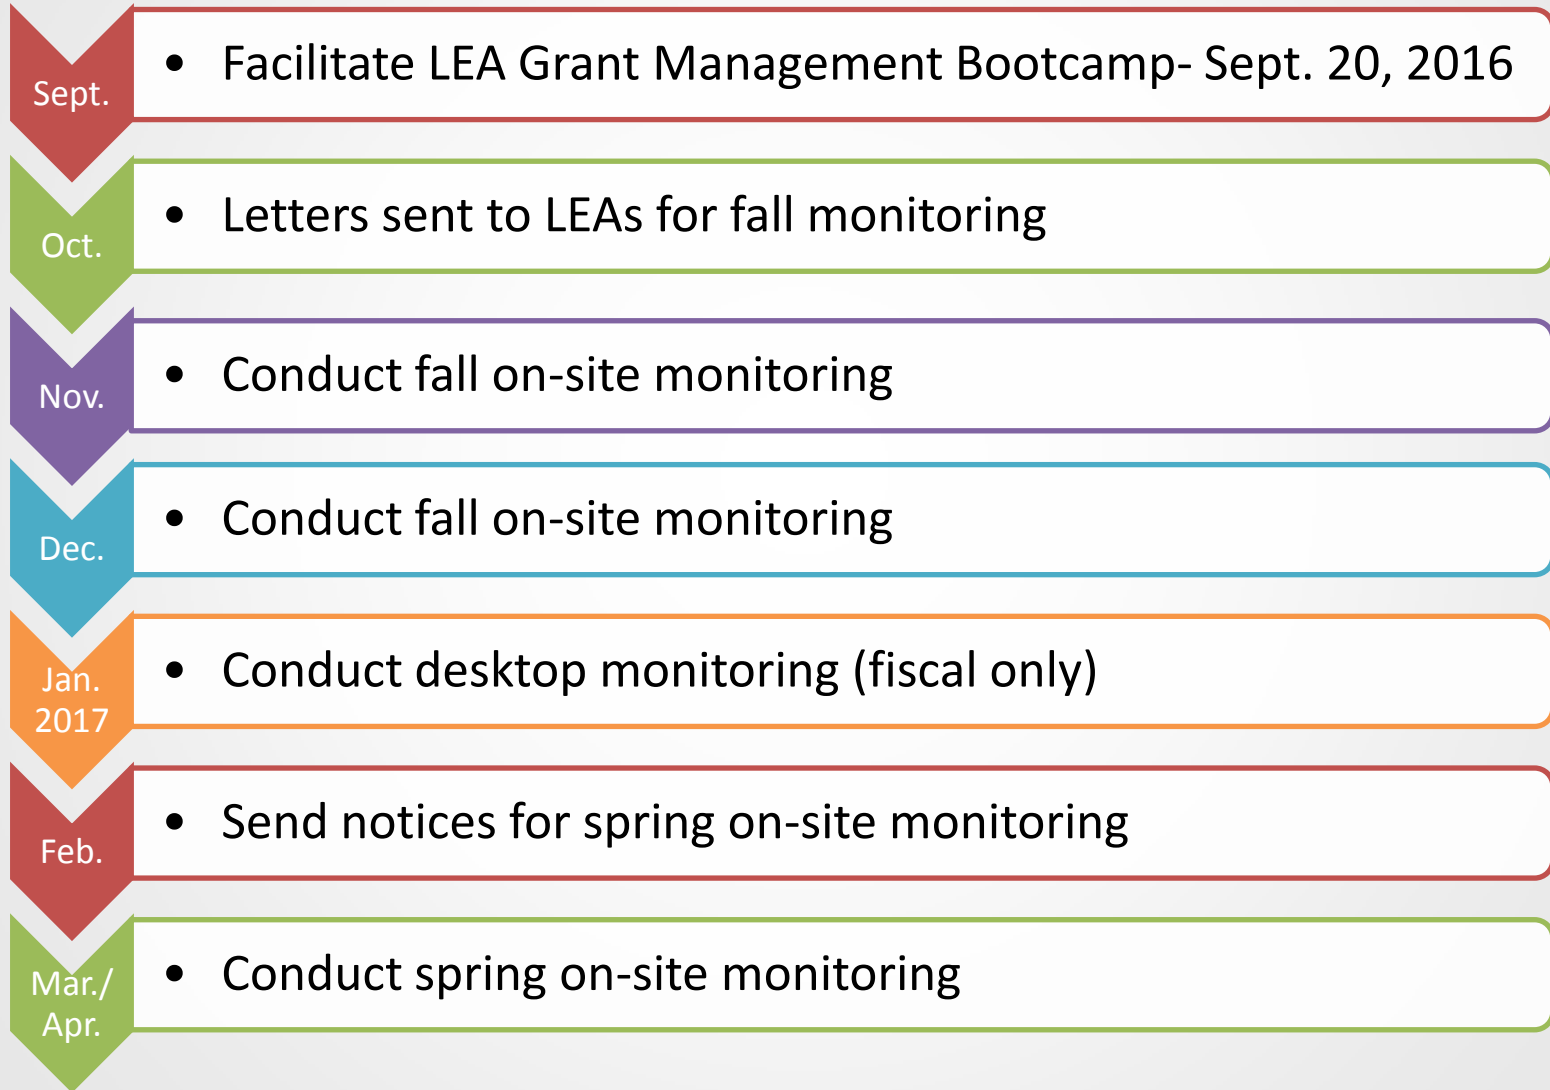 Sept.
• Facilitate LEA Grant Management Bootcamp- Sept. 20, 2016
Oct.
• Letters sent to LEAs for fall monitoring
Nov.
• Conduct fall on-site monitoring
Dec.
• Conduct fall on-site monitoring
Jan.
2017
• Conduct desktop monitoring (fiscal only)
Feb.
• Send notices for spring on-site monitoring
Mar./
Apr.
• Conduct spring on-site monitoring